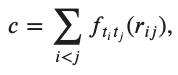 c = \sum_{i<j} f_{t_i t_j}(r_{ij}),